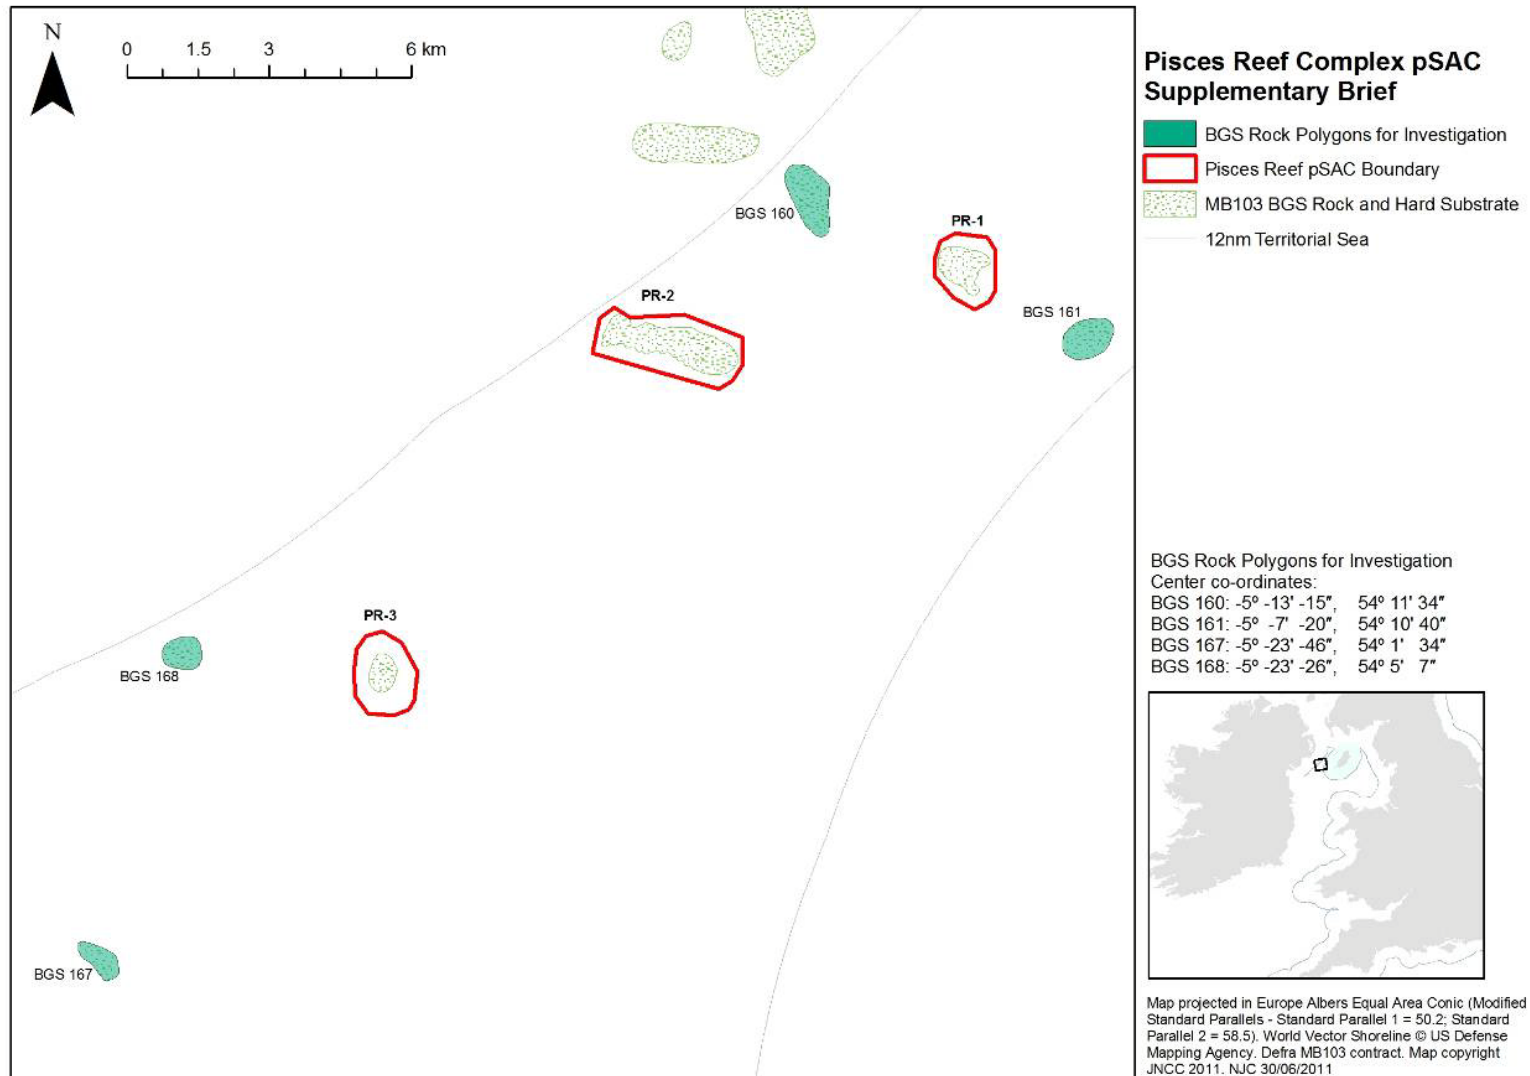 N
0 1.5 3 6 km
BGS 160
PR-1
PR-2
BGS 161
PR-3
BGS 168
BGS 167
Pisces Reef Complex pSAC
Supplementary Brief
BGS Rock Polygons for Investigation
Pisces Reef pSAC Boundary
MB103 BGS Rock and Hard Substrate
12nm Territorial Sea
BGS Rock Polygons for Investigation
Center co-ordinates:
BGS 160: -5º -13' -15", 54º 11' 34"
BGS 161: -5º -7' -20", 54º 10' 40"
BGS 167: -5º -23' -46", 54º 1' 34"
BGS 168: -5º -23' -26", 54º 5' 7"
Map projected in Europe Albers Equal Area Conic (Modified
Standard Parallels - Standard Parallel 1 = 50.2; Standard
Parallel 2 = 58.5). World Vector Shoreline © US Defense
Mapping Agency. Defra MB103 contract. Map copyright
JNCC 2011. NJC 30/06/2011